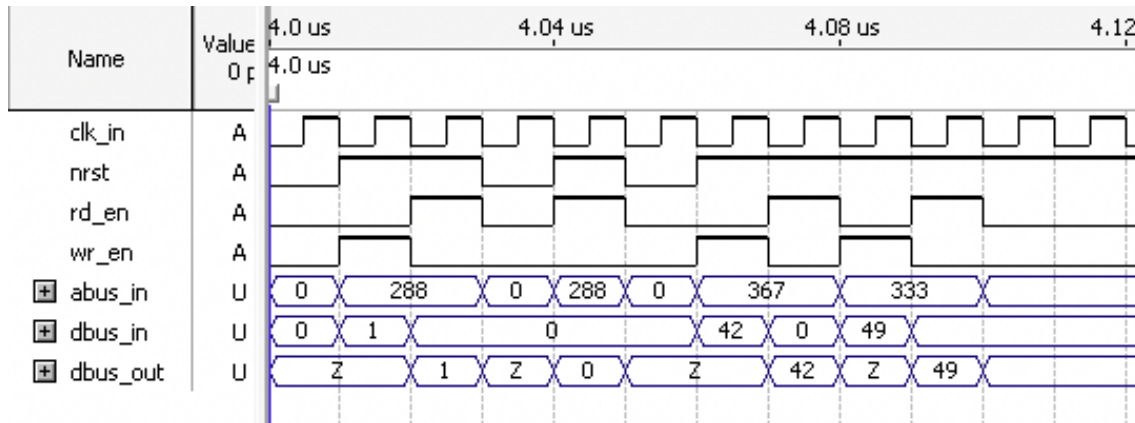 Name
Value
0 p
4.0 us 4.04 us 4.08 us 4.12
4.0 us
clk_in A
nrst A
rd_en A
wr_en A
+ abus_in U 0 288 0 288 0 367 333
+ dbus_in U 0 1 0 42 0 49
+ dbus_out U Z 1 Z 0 Z 42 Z 49